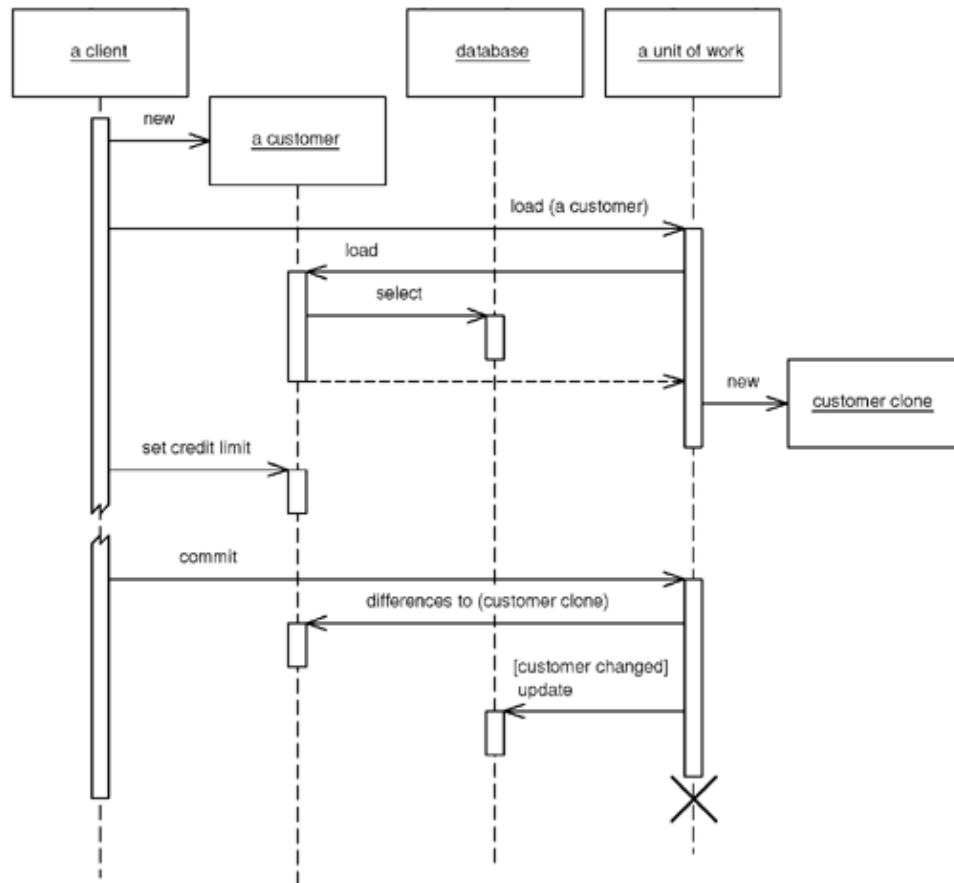 a client
database
a unit of work
new
a customer
load (a customer)
load
select
new
customer clone
set credit limit
commit
differences to (customer clone)
[customer changed]
update